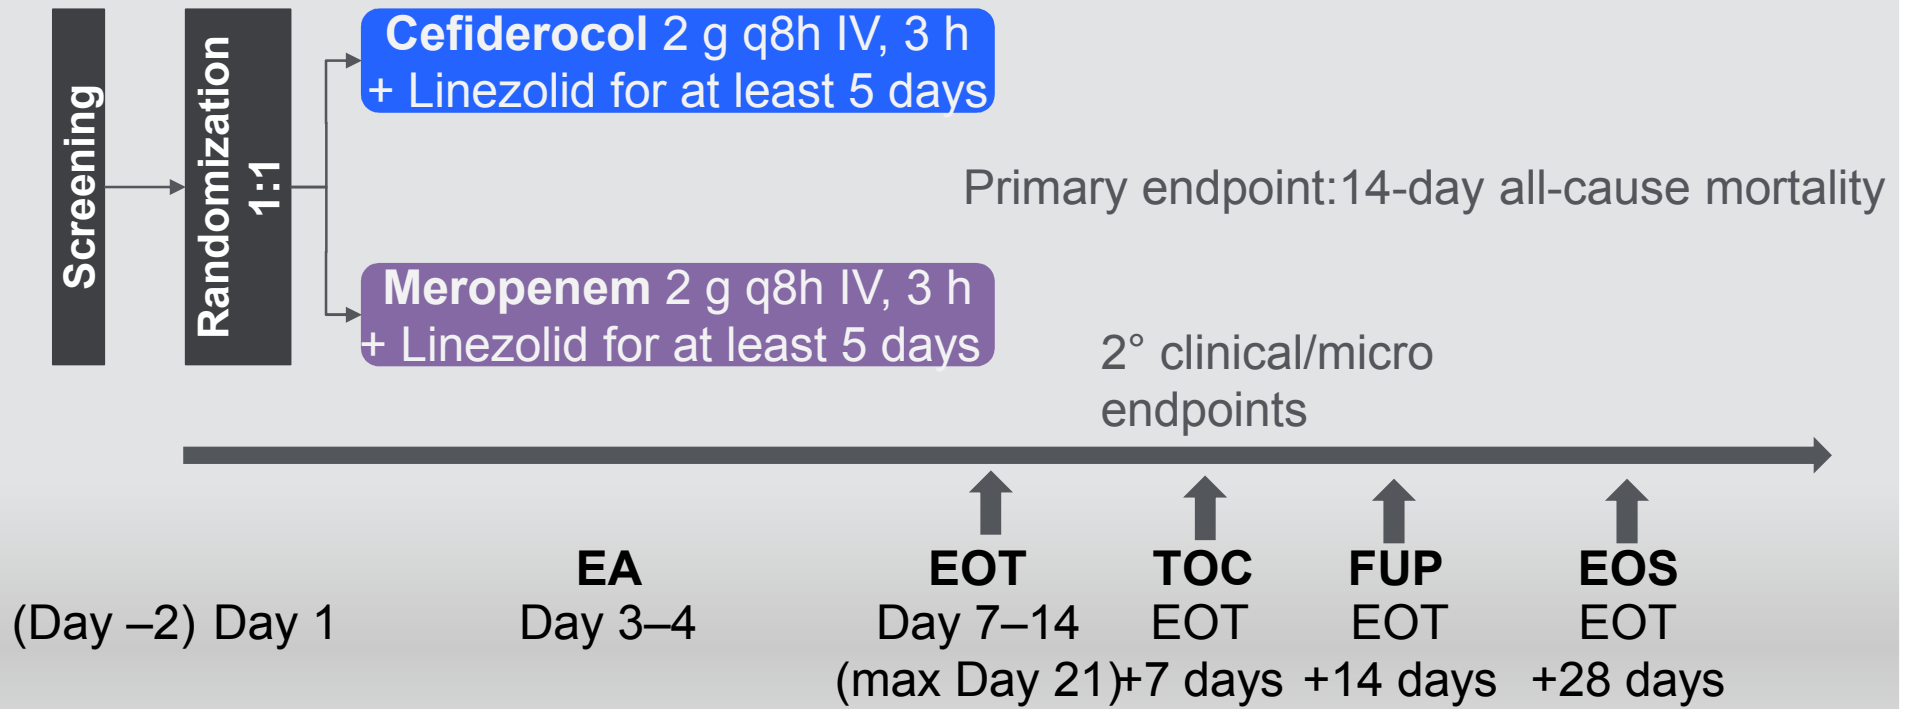 Screening
Randomization
1:1
Cefiderocol 2 g q8h IV, 3 h
+ Linezolid for at least 5 days
Primary endpoint:14-day all-cause mortality
Meropenem 2 g q8h IV, 3 h
+ Linezolid for at least 5 days
2° clinical/micro
endpoints
EA EOT TOC FUP EOS
(Day –2) Day 1 Day 3–4 Day 7–14 EOT EOT EOT
(max Day 21)+7 days +14 days +28 days